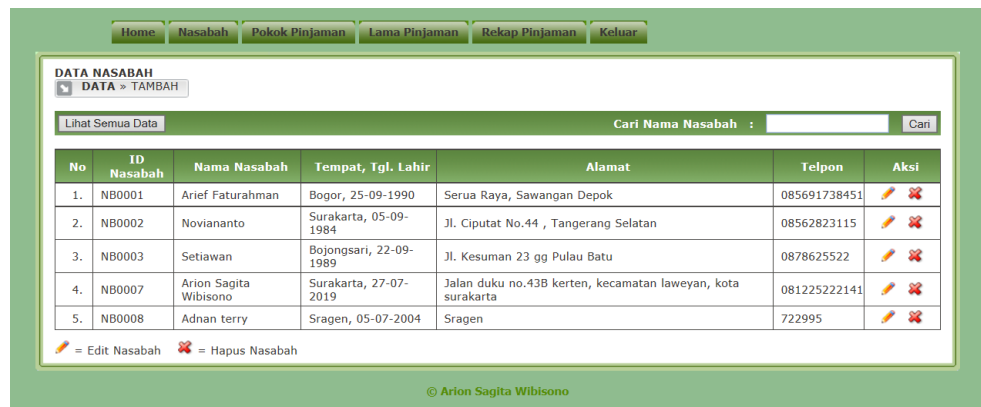 Home Nasabah Pokok Pinjaman Lama Pinjaman Rekap Pinjaman Keluar
DATA NASABAH
DATA » TAMBAH
Lihat Semua Data Cari Nama Nasabah : Cari
No ID Nasabah Nama Nasabah Tempat, Tgl. Lahir Alamat Telpon Aksi
1. NB0001 Arief Faturahman Bogor, 25-09-1990 Serua Raya, Sawangan Depok 085691738451
2. NB0002 Noviananto Surakarta, 05-09-1984 Jl. Ciputat No.44 , Tangerang Selatan 08562823115
3. NB0003 Setiawan Bojongsari, 22-09-1989 Jl. Kesuman 23 gg Pulau Batu 0878625522
4. NB0007 Arion Sagita Wibisono Surakarta, 27-07-2019 Jalan duku no.43B kerten, kecamatan laweyan, kota surakarta 081225222141
5. NB0008 Adnan terry Sragen, 05-07-2004 Sragen 722995
= Edit Nasabah = Hapus Nasabah
© Arion Sagita Wibisono